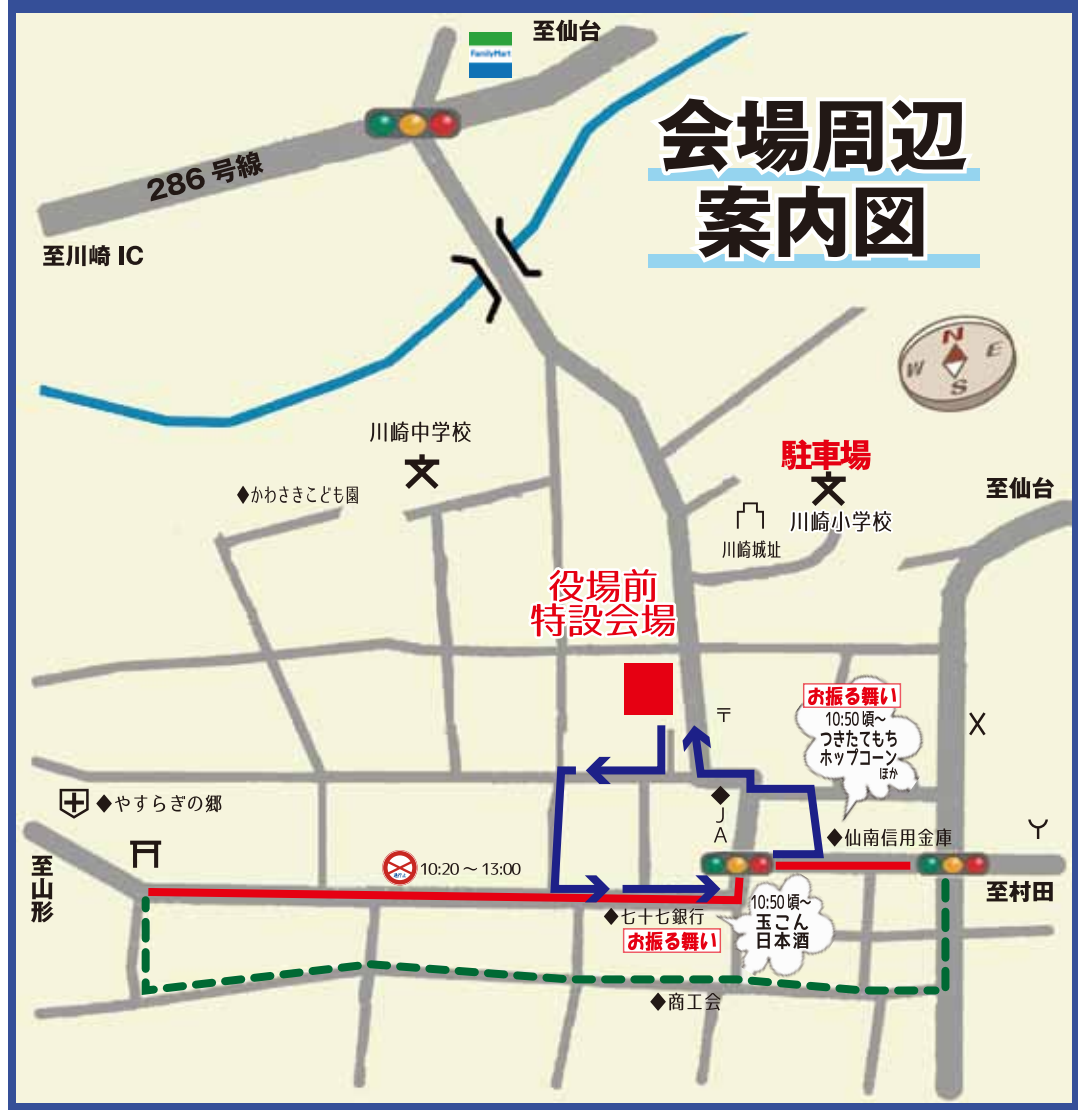 至仙台
FamilyMart
会場周辺
案内図
286号線
至川崎IC
N
W
E
S
川崎中学校
駐車場
◆かわさきこども園
至仙台
川崎小学校
川崎城址
役場前
特設会場
〒
お振る舞い
10:50頃~
つきたてもち
ポップコーン
ほか
◆やすらぎの郷
◆JA
◆仙南信用金庫
至山形
10:20~13:00
至村田
◆七十七銀行
お振る舞い
10:50頃~
玉こん
日本酒
◆商工会